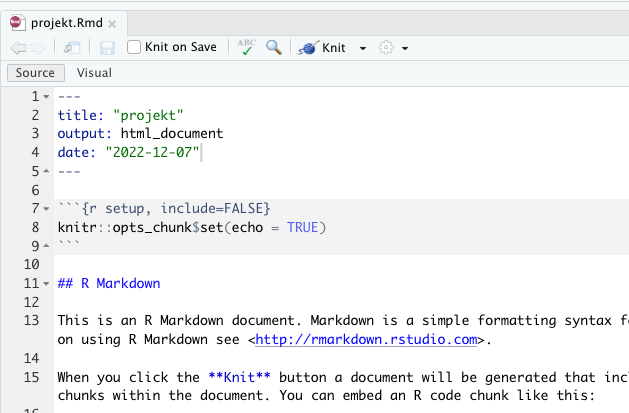 projekt.Rmd
Knit on Save
ABC
Knit
Source Visual
1 ---
2 title: "projekt"
3 output: html_document
4 date: "2022-12-07"
5 ---
6
7 ```{r setup, include=FALSE}
8 knitr::opts_chunk$set(echo = TRUE)
9 ```
10
11 ## R Markdown
12
13 This is an R Markdown document. Markdown is a simple formatting syntax f
on using R Markdown see <http://rmarkdown.rstudio.com>.
14
15 When you click the **Knit** button a document will be generated that inc
chunks within the document. You can embed an R code chunk like this: